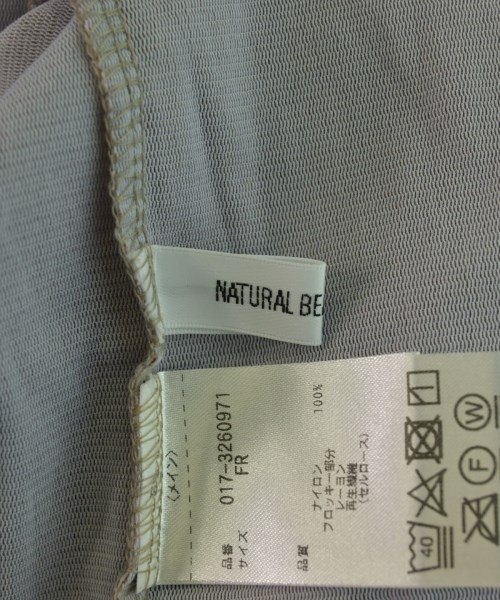 NATURAL BE
〈メイン〉
品番 017-3260971
サイズ FR
品質
ナイロン 100%
フロッキー部分
レーヨン
再生繊維
(セルロース)
40
W
F